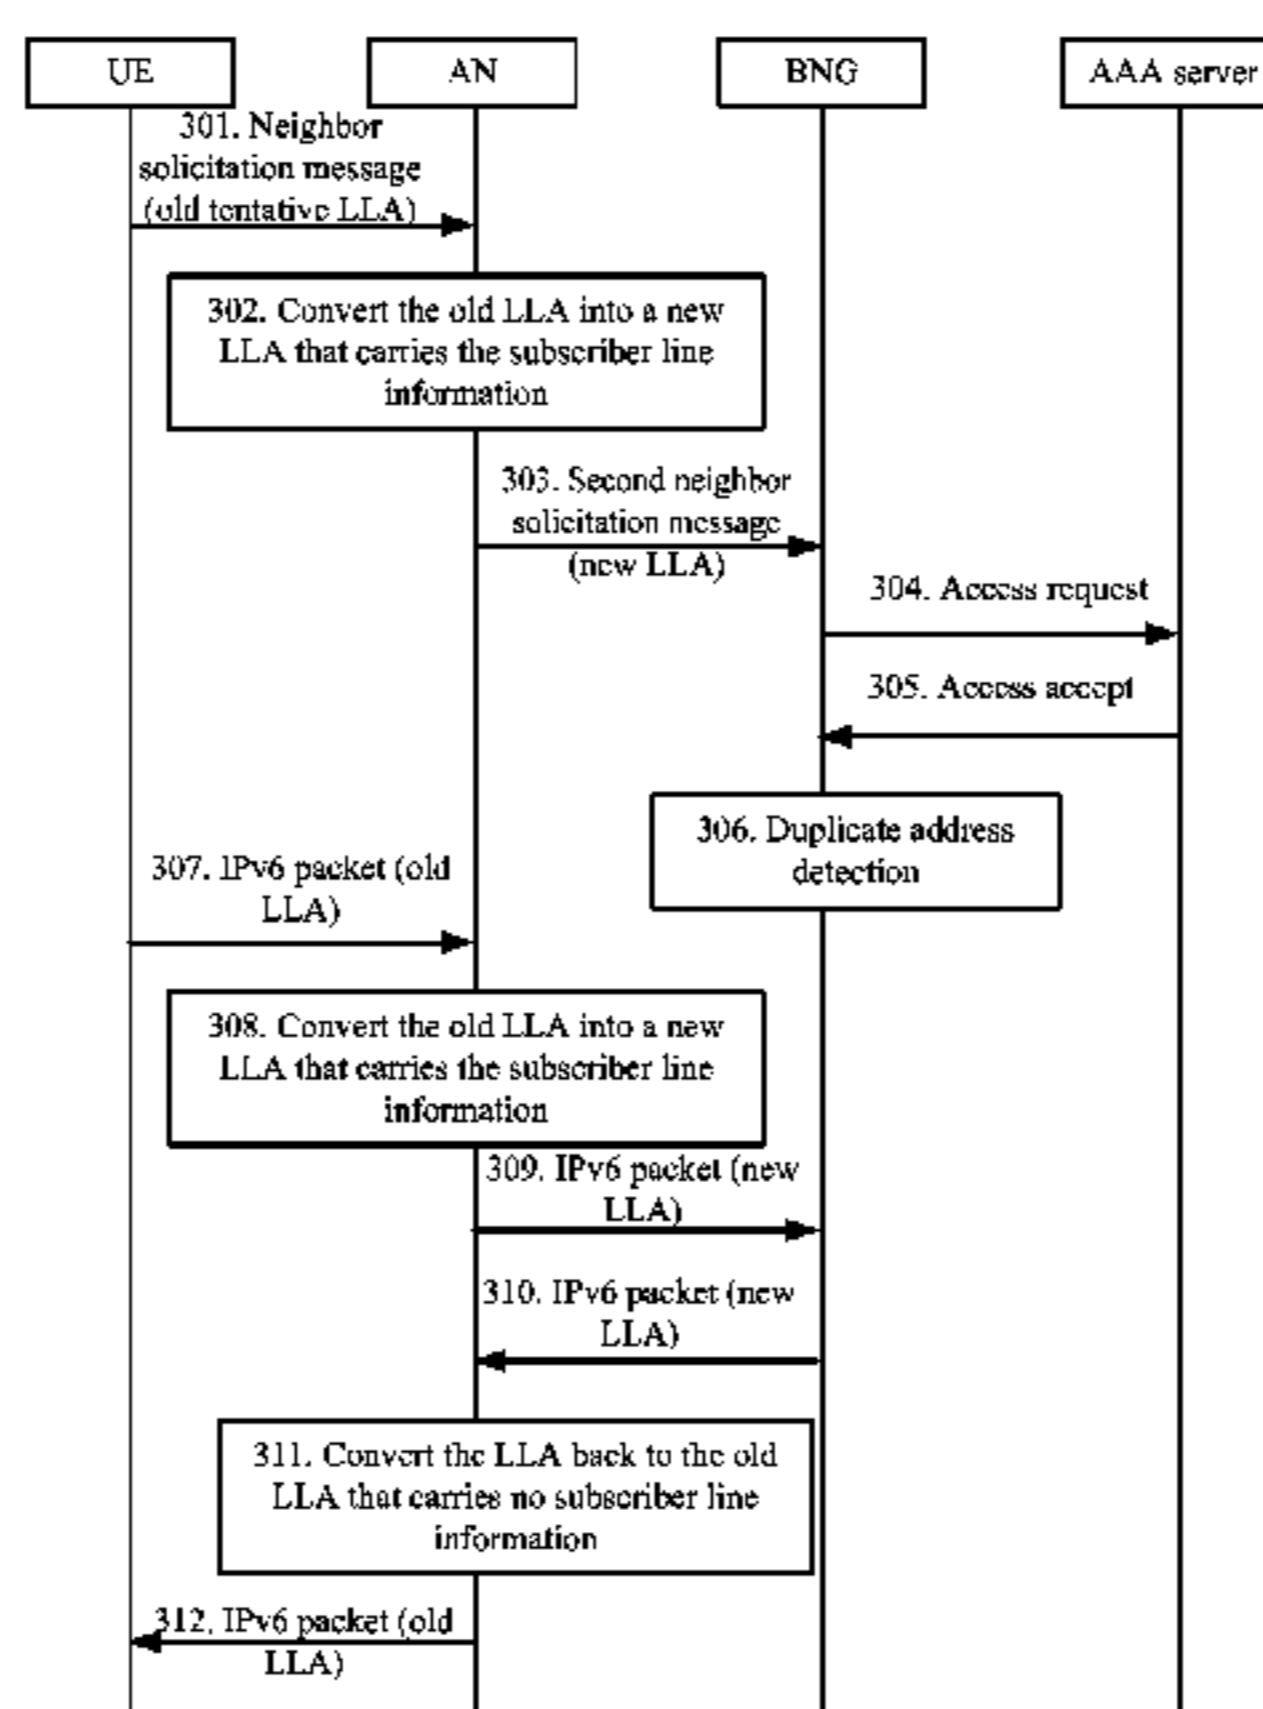 UE
AN
BNG
AAA server
301. Neighbor
solicitation message
(old tentative LLA)
302. Convert the old LLA into a new
LLA that carries the subscriber line
information
303. Second neighbor
solicitation message
(new LLA)
304. Access request
305. Access accept
306. Duplicate address
detection
307. IPv6 packet (old
LLA)
308. Convert the old LLA into a new
LLA that carries the subscriber line
information
309. IPv6 packet (new
LLA)
310. IPv6 packet (new
LLA)
311. Convert the LLA back to the old
LLA that carries no subscriber line
information
312. IPv6 packet (old
LLA)